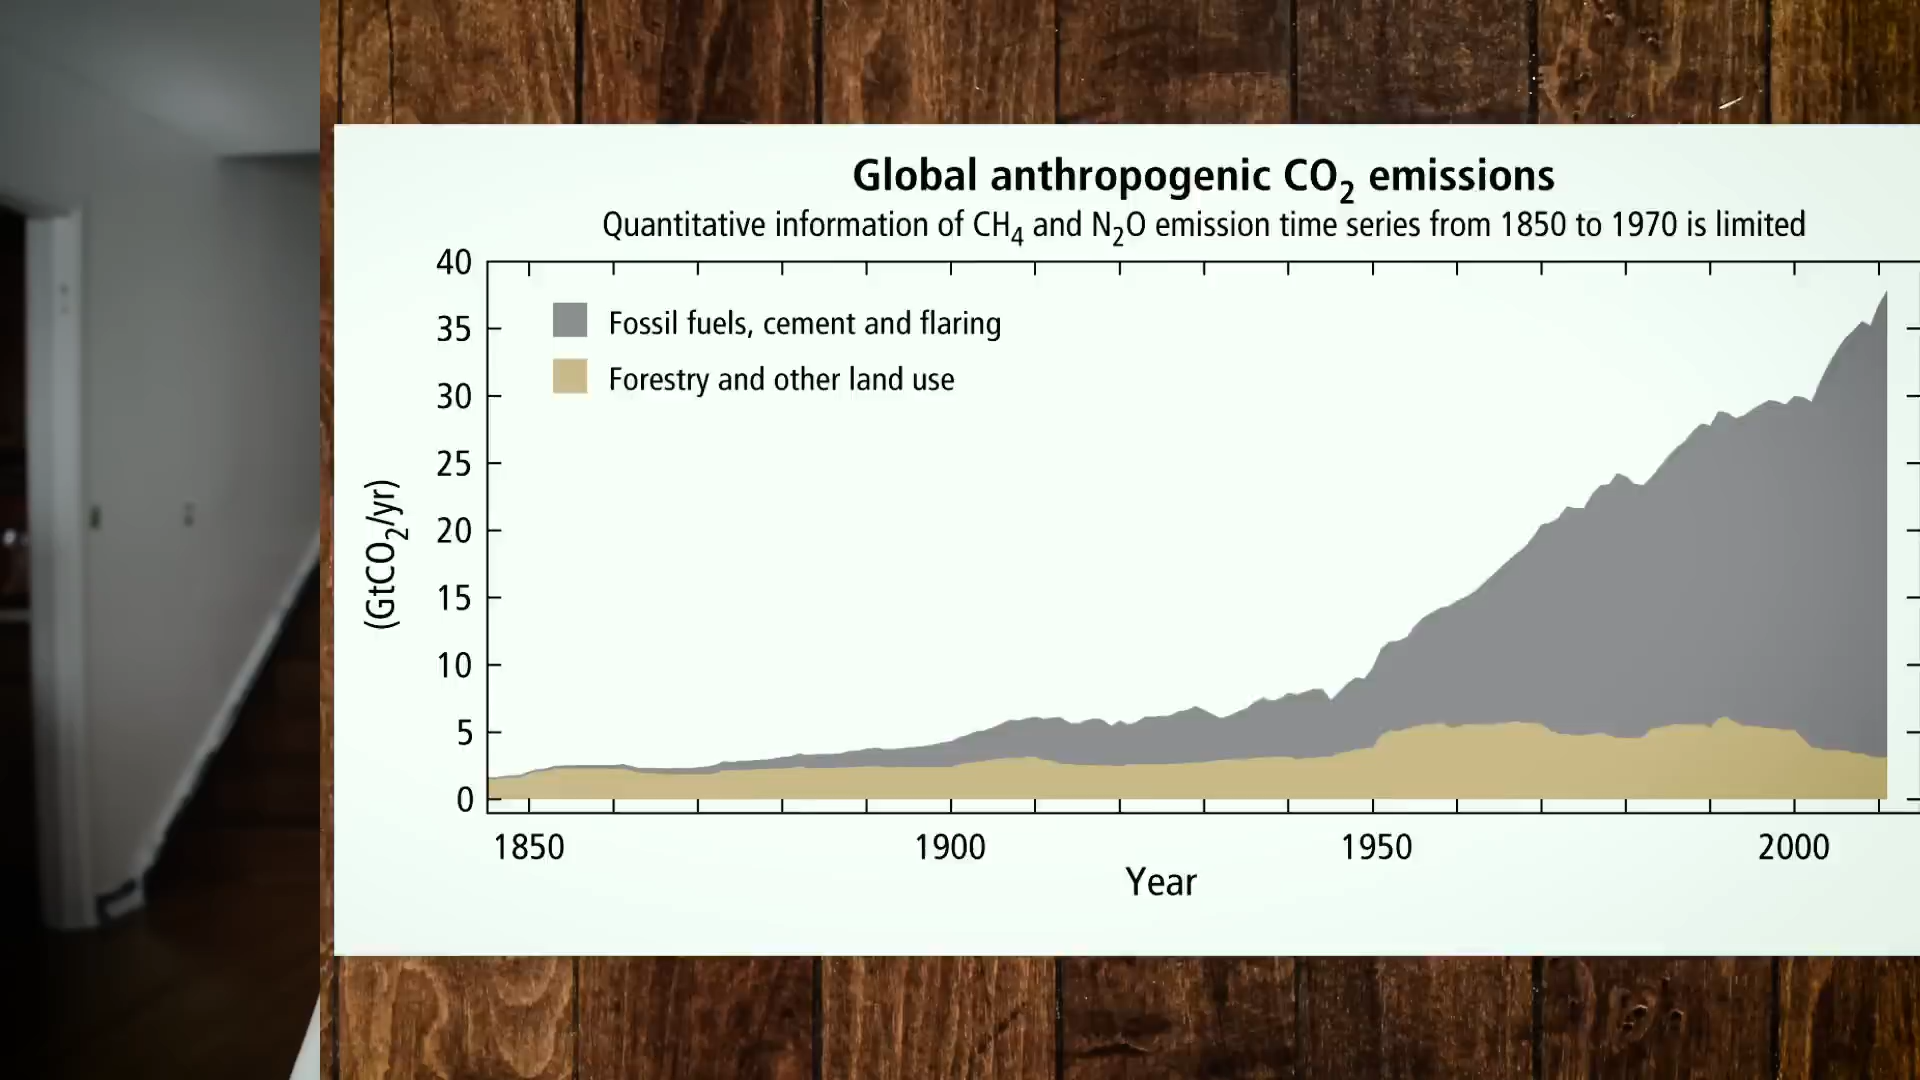 Global anthropogenic CO₂ emissions
Quantitative information of CH₄ and N₂O emission time series from 1850 to 1970 is limited
40
35
30
25
20
15
10
5
0
(GtCO₂/yr)
Fossil fuels, cement and flaring
Forestry and other land use
1850 1900 1950 2000
Year